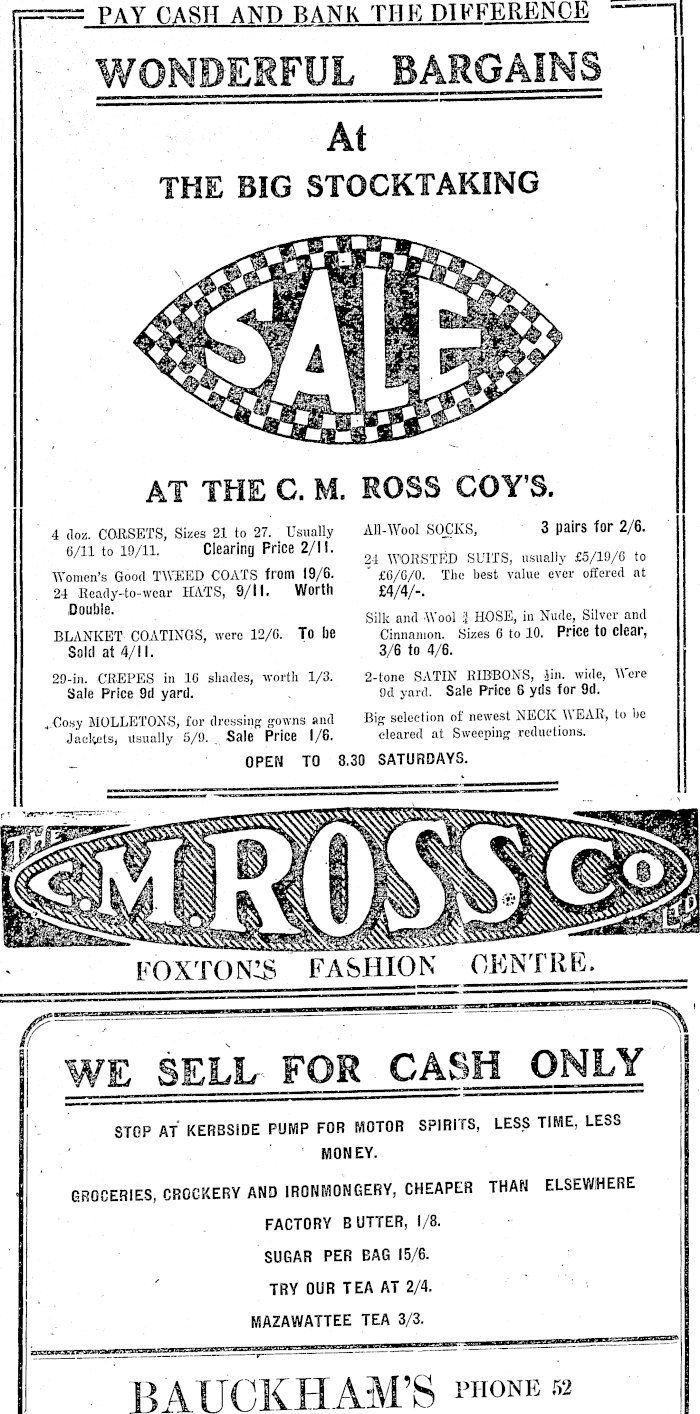 PAY CASH AND BANK THE DIFFERENCE
WONDERFUL BARGAINS
At
THE BIG STOCKTAKING
SALE
AT THE C. M. ROSS COY'S.
4 doz. CORSETS, Sizes 21 to 27. Usually
6/11 to 19/11. Clearing Price 2/11.
Women's Good TWEED COATS from 19/6.
24 Ready-to-wear HATS, 9/11. Worth
Double.
BLANKET COATINGS, were 12/6. To be
Sold at 4/11.
29-in. CREPES in 16 shades, worth 1/3.
Sale Price 9d yard.
Cosy MOLLETONS, for dressing gowns and
Jackets, usually 5/9. Sale Price 1/6.
All-Wool SOCKS, 3 pairs for 2/6.
24 WORSTED SUITS, usually £5/19/6 to
£6/6/0. The best value ever offered at
£4/4/-.
Silk and Wool ¾ HOSE, in Nude, Silver and
Cinnamon. Sizes 6 to 10. Price to clear,
3/6 to 4/6.
2-tone SATIN RIBBONS, in. wide, Were
9d yard. Sale Price 6 yds for 9d.
Big selection of newest NECK WEAR, to be
cleared at Sweeping reductions.
OPEN TO 8.30 SATURDAYS.
THE
C.M. ROSS Co
LTD
FOXTON'S FASHION CENTRE.
WE SELL FOR CASH ONLY
STOP AT KERBSIDE PUMP FOR MOTOR SPIRITS, LESS TIME, LESS
MONEY.
GROCERIES, CROCKERY AND IRONMONGERY, CHEAPER THAN ELSEWHERE
FACTORY BUTTER, 1/8.
SUGAR PER BAG 15/6.
TRY OUR TEA AT 2/4.
MAZAWATTEE TEA 3/3.
BAUCKHAM'S PHONE 52